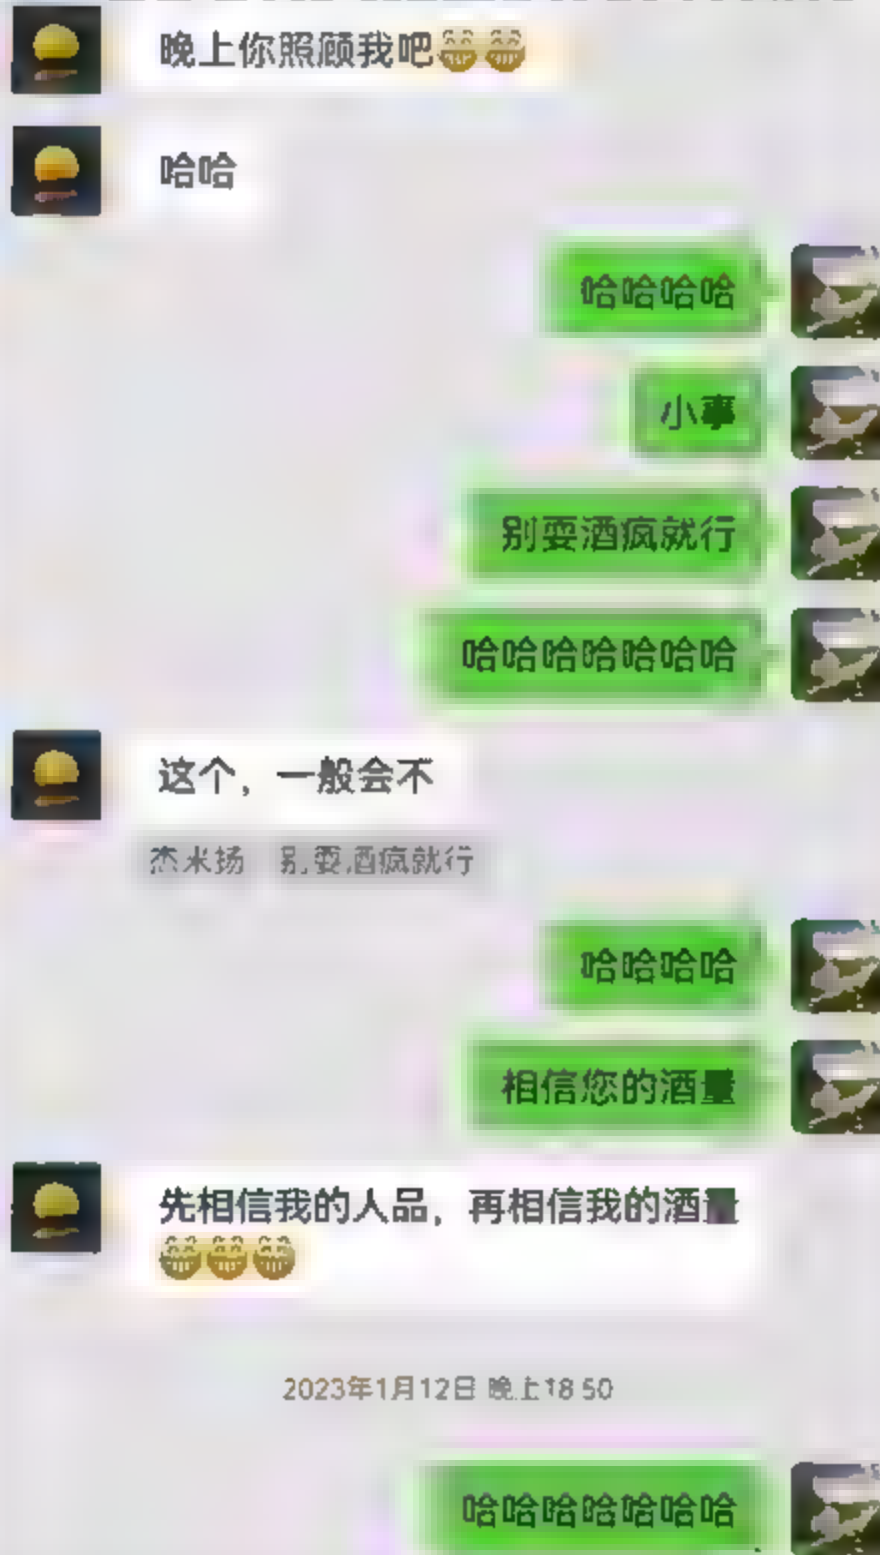 晚上你照顾我吧😁😁
哈哈
哈哈哈哈
小事
别耍酒疯就行
哈哈哈哈哈哈哈
这个，一般会不
杰米扬 别耍酒疯就行
哈哈哈哈
相信您的酒量
先相信我的人品，再相信我的酒量
😁😁😁
2023年1月12日 晚上18:50
哈哈哈哈哈哈哈